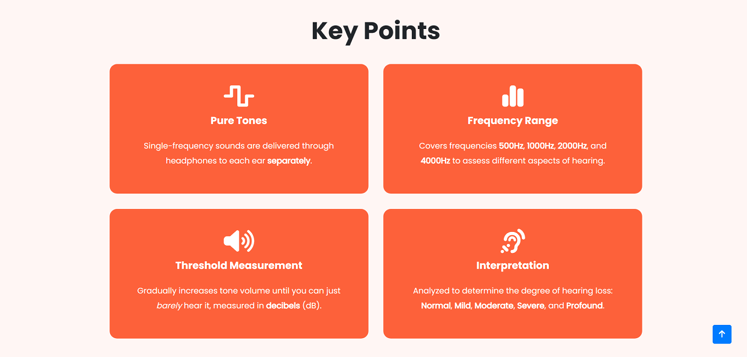 Key Points
Pure Tones
Single-frequency sounds are delivered through
headphones to each ear separately.
Frequency Range
Covers frequencies 500Hz, 1000Hz, 2000Hz, and
4000Hz to assess different aspects of hearing.
Threshold Measurement
Gradually increases tone volume until you can just
barely hear it, measured in decibels (dB).
Interpretation
Analyzed to determine the degree of hearing loss:
Normal, Mild, Moderate, Severe, and Profound.